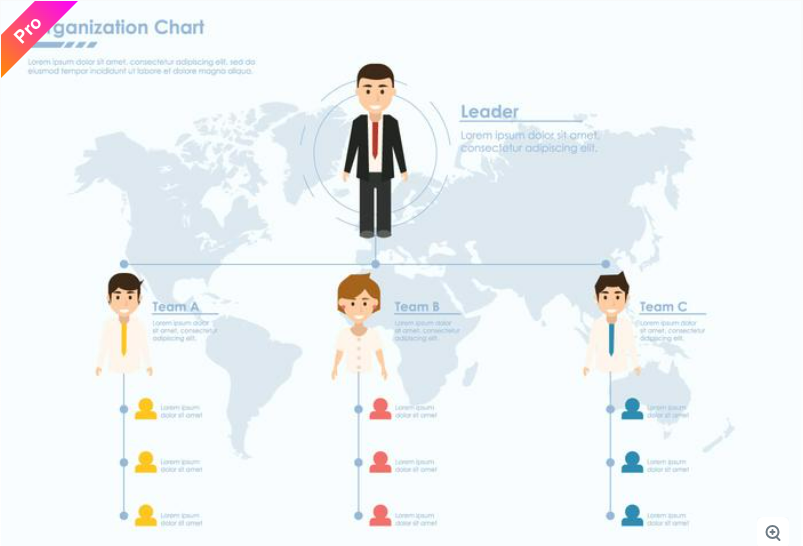 Pro
rganization Chart
Lorem ipsum dolor sit amet, consectetur adipiscing elit, sed do
eiusmod tempor incididunt ut labore et dolore magna aliqua.
Leader
Lorem ipsum dolor sit amet,
consectetur adipiscing elit.
Team A
Lorem ipsum dolor
sit amet, consectetur
adipiscing elit.
Team B
Lorem ipsum dolor
sit amet, consectetur
adipiscing elit.
Team C
Lorem ipsum dolor
sit amet, consectetur
adipiscing elit.
Lorem ipsum
dolor sit amet
Lorem ipsum
dolor sit amet
Lorem ipsum
dolor sit amet
Lorem ipsum
dolor sit amet
Lorem ipsum
dolor sit amet
Lorem ipsum
dolor sit amet
Lorem ipsum
dolor sit amet
Lorem ipsum
dolor sit amet
Lorem ipsum
dolor sit amet